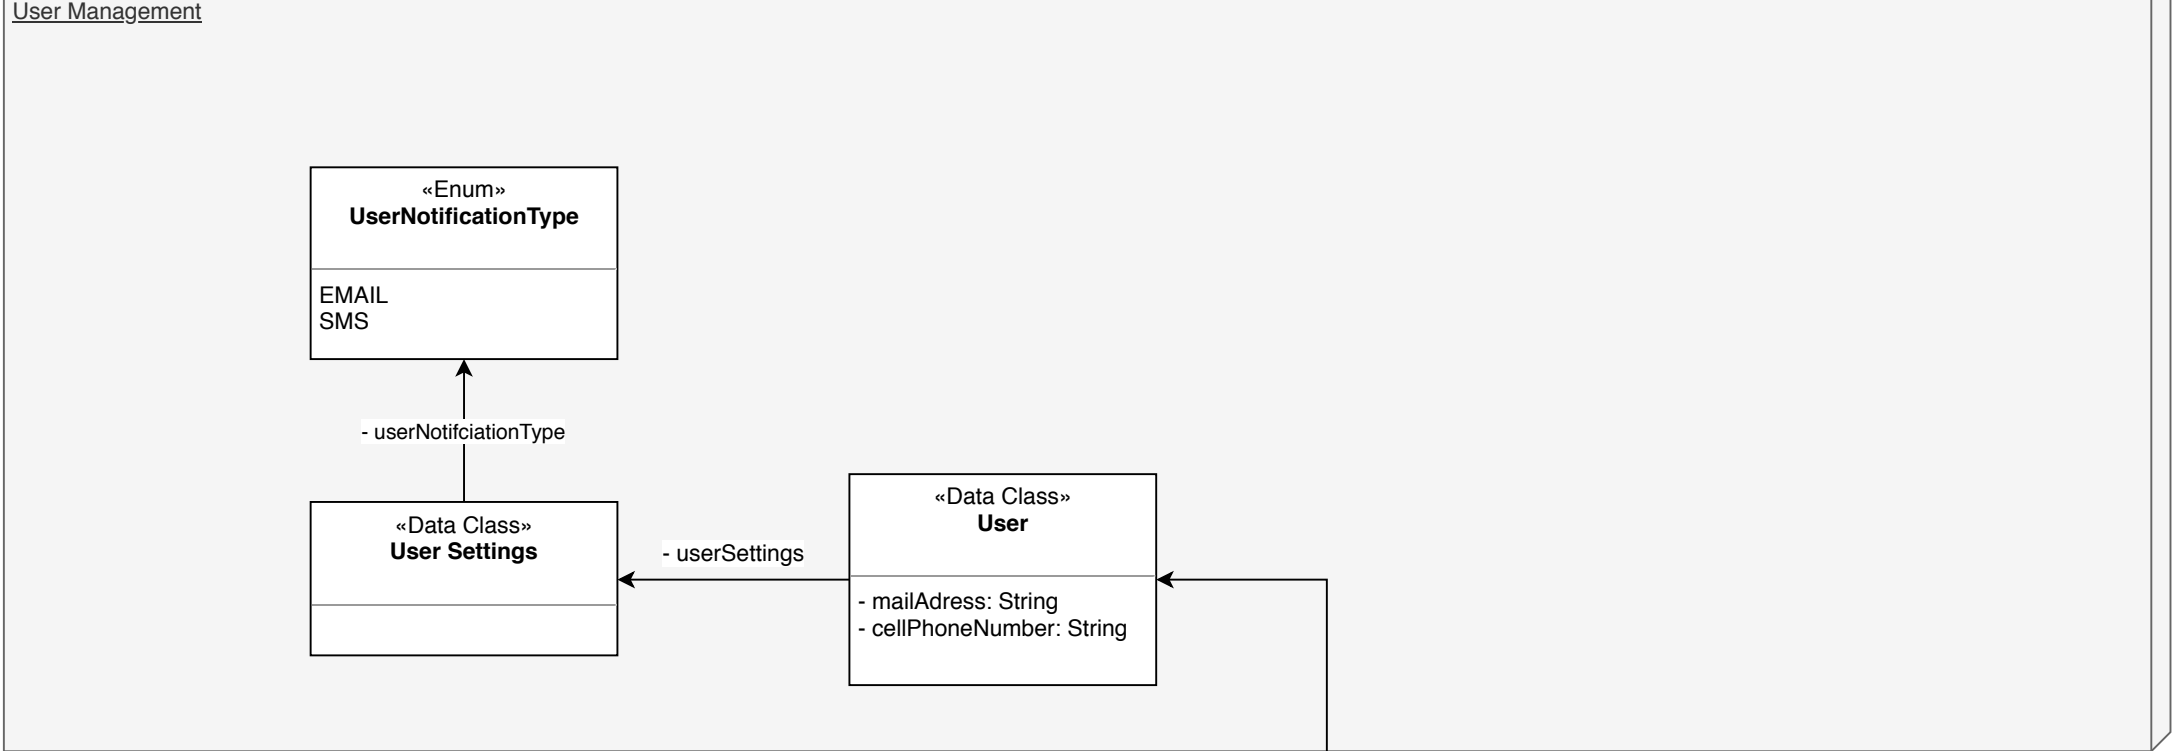 User Management
«Enum»
UserNotificationType
EMAIL
SMS
- userNotifciationType
«Data Class»
User Settings
- userSettings
«Data Class»
User
- mailAdress: String
- cellPhoneNumber: String